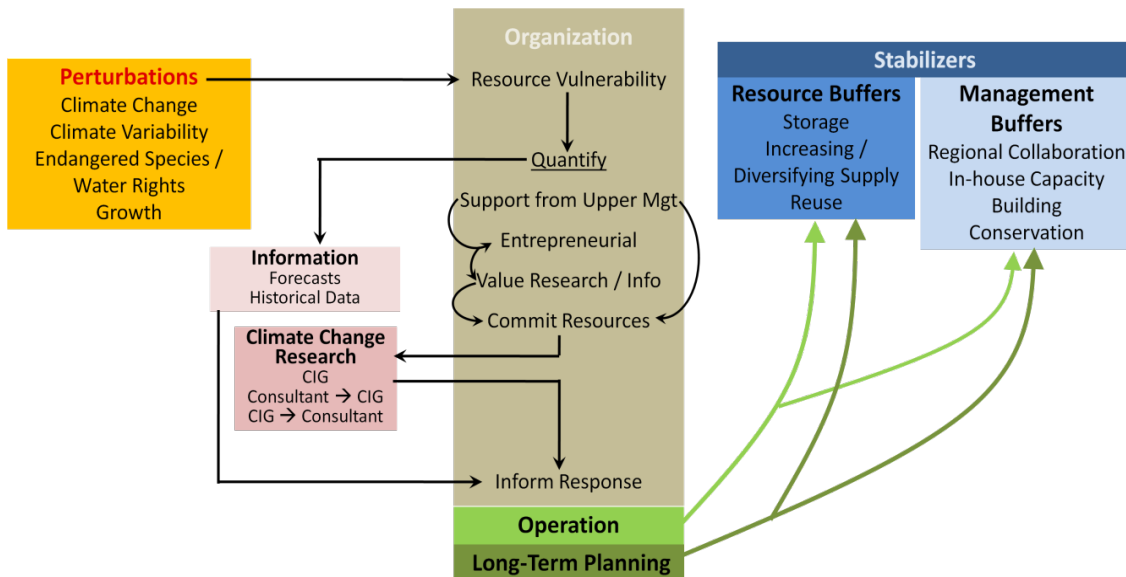 Perturbations
Climate Change
Climate Variability
Endangered Species /
Water Rights
Growth
Organization
Resource Vulnerability
Quantify
Support from Upper Mgt
Entrepreneurial
Value Research / Info
Commit Resources
Inform Response
Operation
Long-Term Planning
Information
Forecasts
Historical Data
Climate Change
Research
CIG
Consultant → CIG
CIG → Consultant
Stabilizers
Resource Buffers
Storage
Increasing /
Diversifying Supply
Reuse
Management
Buffers
Regional Collaboration
In-house Capacity
Building
Conservation